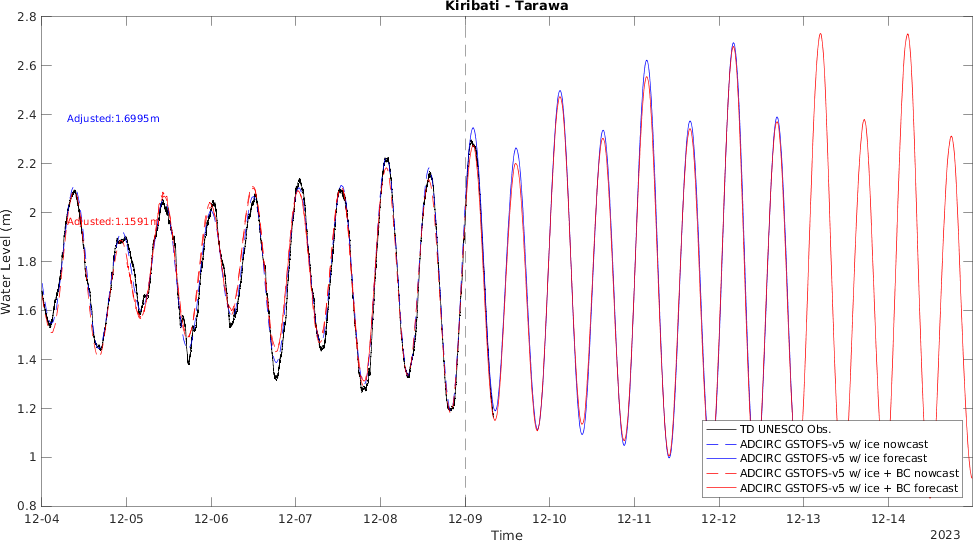 Kiribati - Tarawa
2.8
2.6
2.4
2.2
2
1.8
1.6
1.4
1.2
1
0.8
Water Level (m)
Adjusted:1.6995m
Adjusted:1.1591m
TD UNESCO Obs.
ADCIRC GSTOFS-v5 w/ ice nowcast
ADCIRC GSTOFS-v5 w/ ice forecast
ADCIRC GSTOFS-v5 w/ ice + BC nowcast
ADCIRC GSTOFS-v5 w/ ice + BC forecast
12-04 12-05 12-06 12-07 12-08 12-09 12-10 12-11 12-12 12-13 12-14
Time
2023